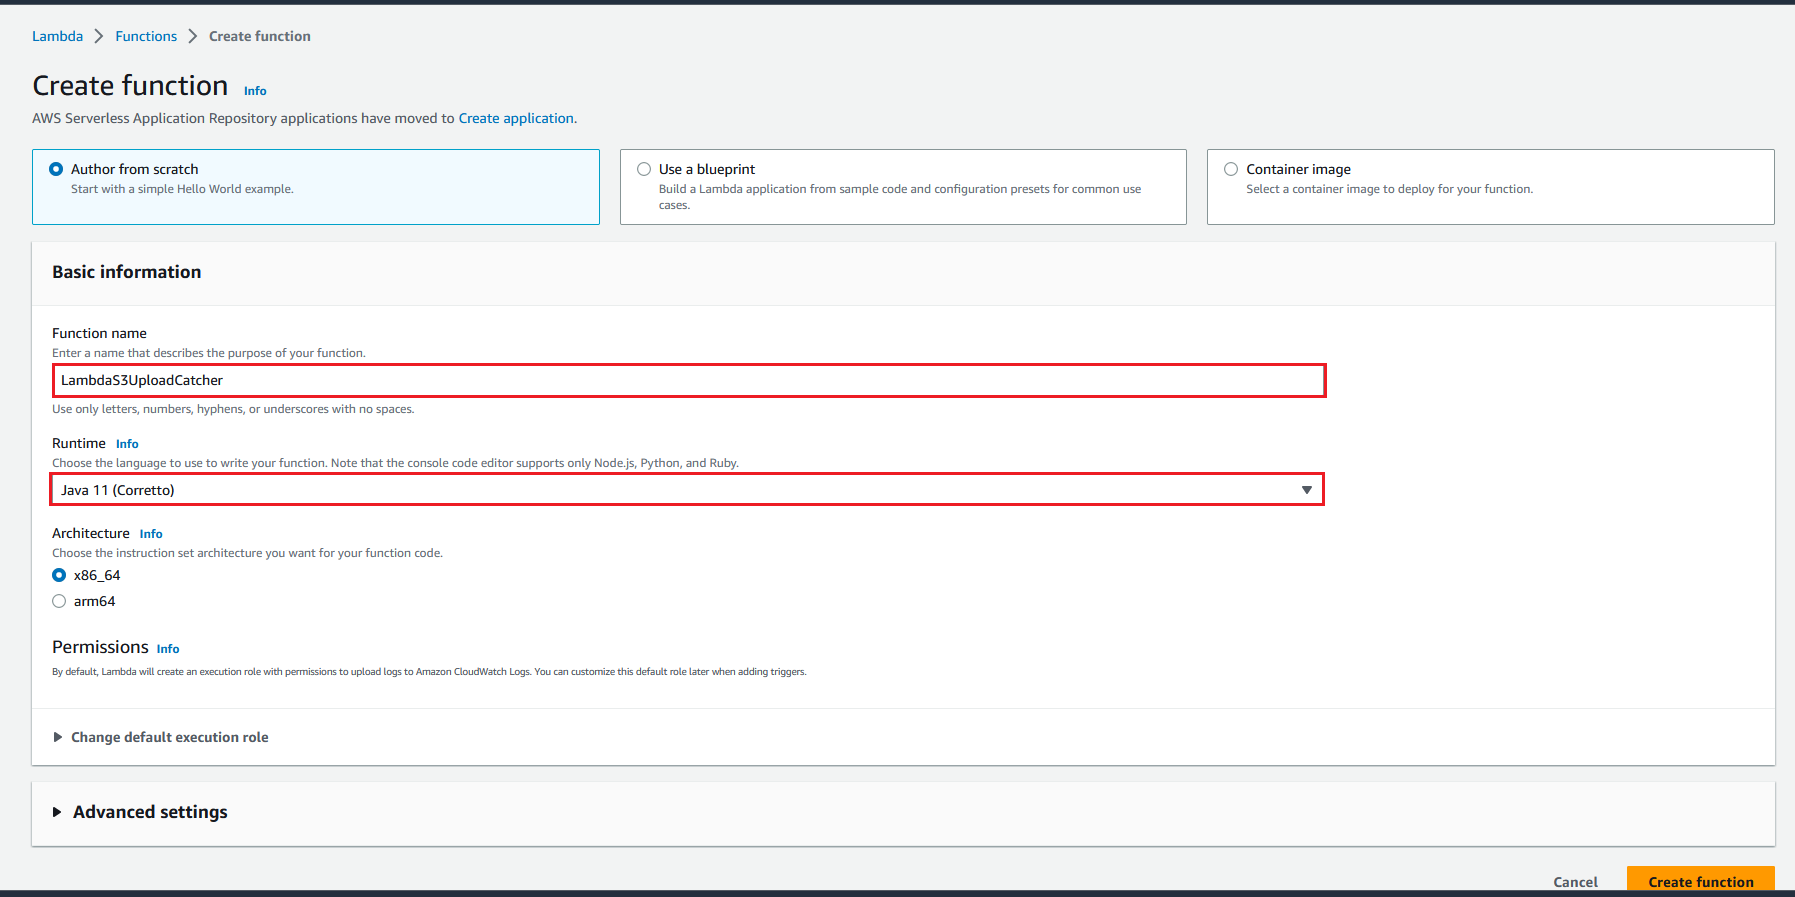 Lambda > Functions > Create function
Create function Info
AWS Serverless Application Repository applications have moved to Create application.
Author from scratch
Start with a simple Hello World example.
Use a blueprint
Build a Lambda application from sample code and configuration presets for common use
cases.
Container image
Select a container image to deploy for your function.
Basic information
Function name
Enter a name that describes the purpose of your function.
LambdaS3UploadCatcher
Use only letters, numbers, hyphens, or underscores with no spaces.
Runtime Info
Choose the language to use to write your function. Note that the console code editor supports only Node.js, Python, and Ruby.
Java 11 (Corretto)
Architecture Info
Choose the instruction set architecture you want for your function code.
x86_64
arm64
Permissions Info
By default, Lambda will create an execution role with permissions to upload logs to Amazon CloudWatch Logs. You can customize this default role later when adding triggers.
Change default execution role
Advanced settings
Cancel Create function